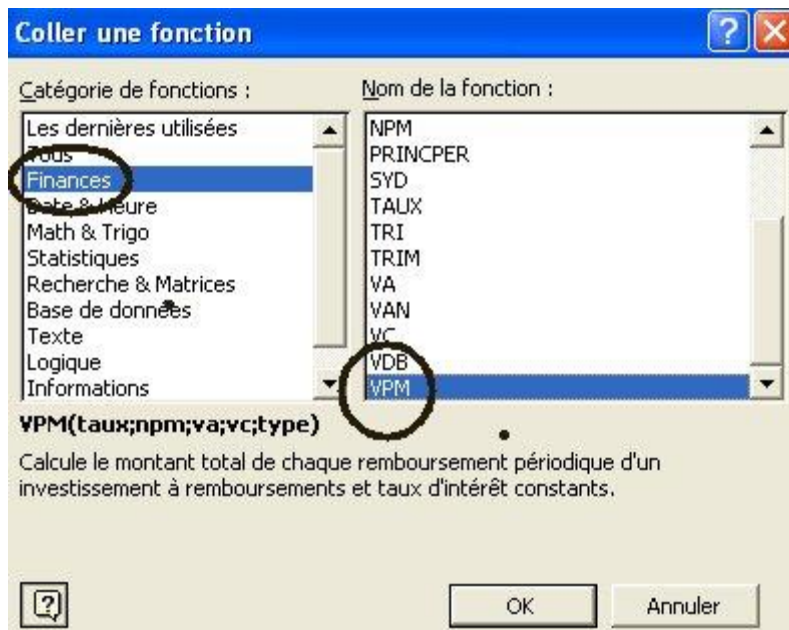 Coller une fonction
Catégorie de fonctions :
Les dernières utilisées
Tous
Finances
Date & Heure
Math & Trigo
Statistiques
Recherche & Matrices
Base de données
Texte
Logique
Informations
Nom de la fonction :
NPM
PRINCPER
SYD
TAUX
TRI
TRIM
VA
VAN
VC
VDB
VPM
VPM(taux;npm;va;vc;type)
Calcule le montant total de chaque remboursement périodique d'un
investissement à remboursements et taux d'intérêt constants.
OK
Annuler